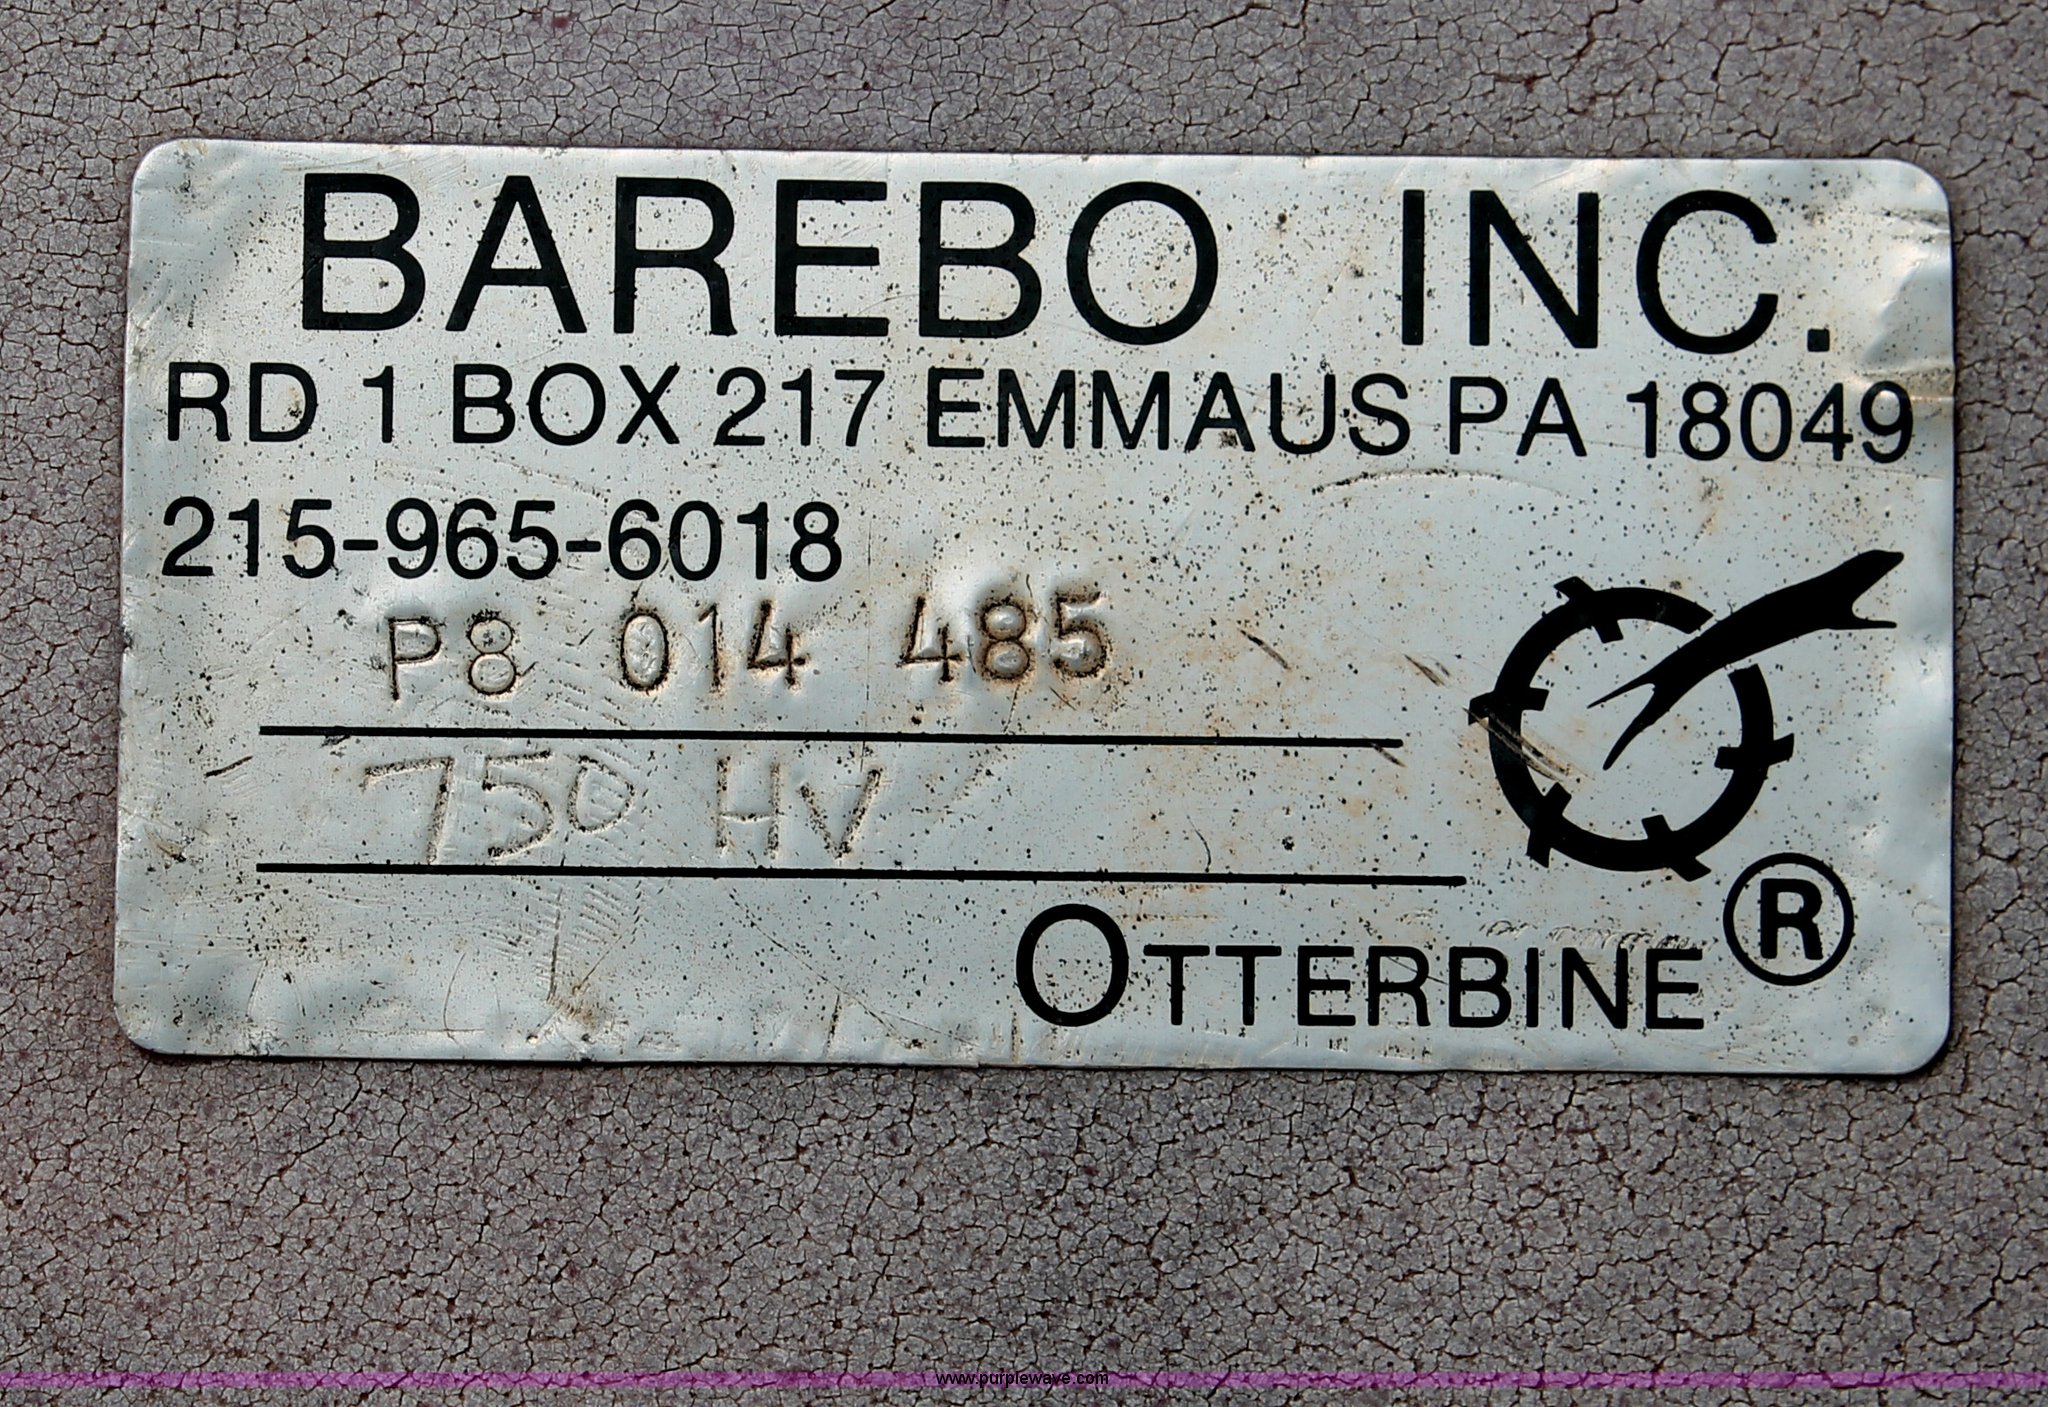 BAREBO INC.
RD 1 BOX 217 EMMAUS PA 18049
215-965-6018
P8 014 485
750 HV
OTTERBINE ®
www.purplewave.com